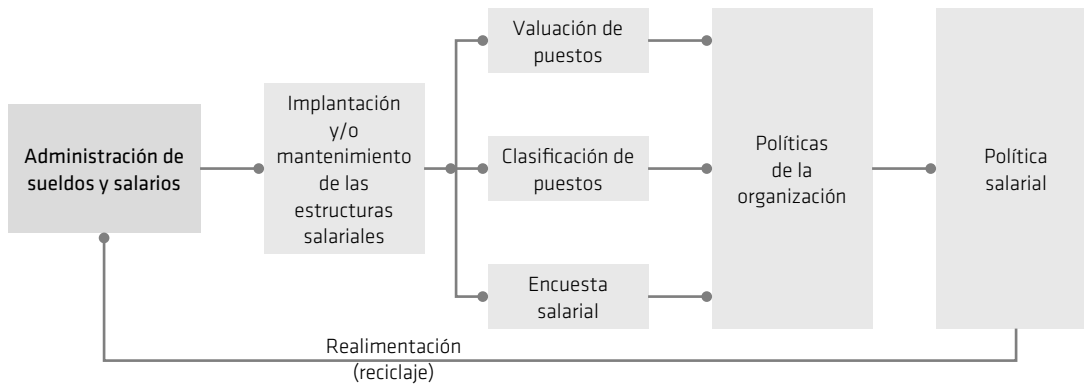 Administración de
sueldos y salarios
Implantación
y/o
mantenimiento
de las
estructuras
salariales
Valuación de
puestos
Clasificación de
puestos
Encuesta
salarial
Políticas
de la
organización
Política
salarial
Realimentación
(reciclaje)